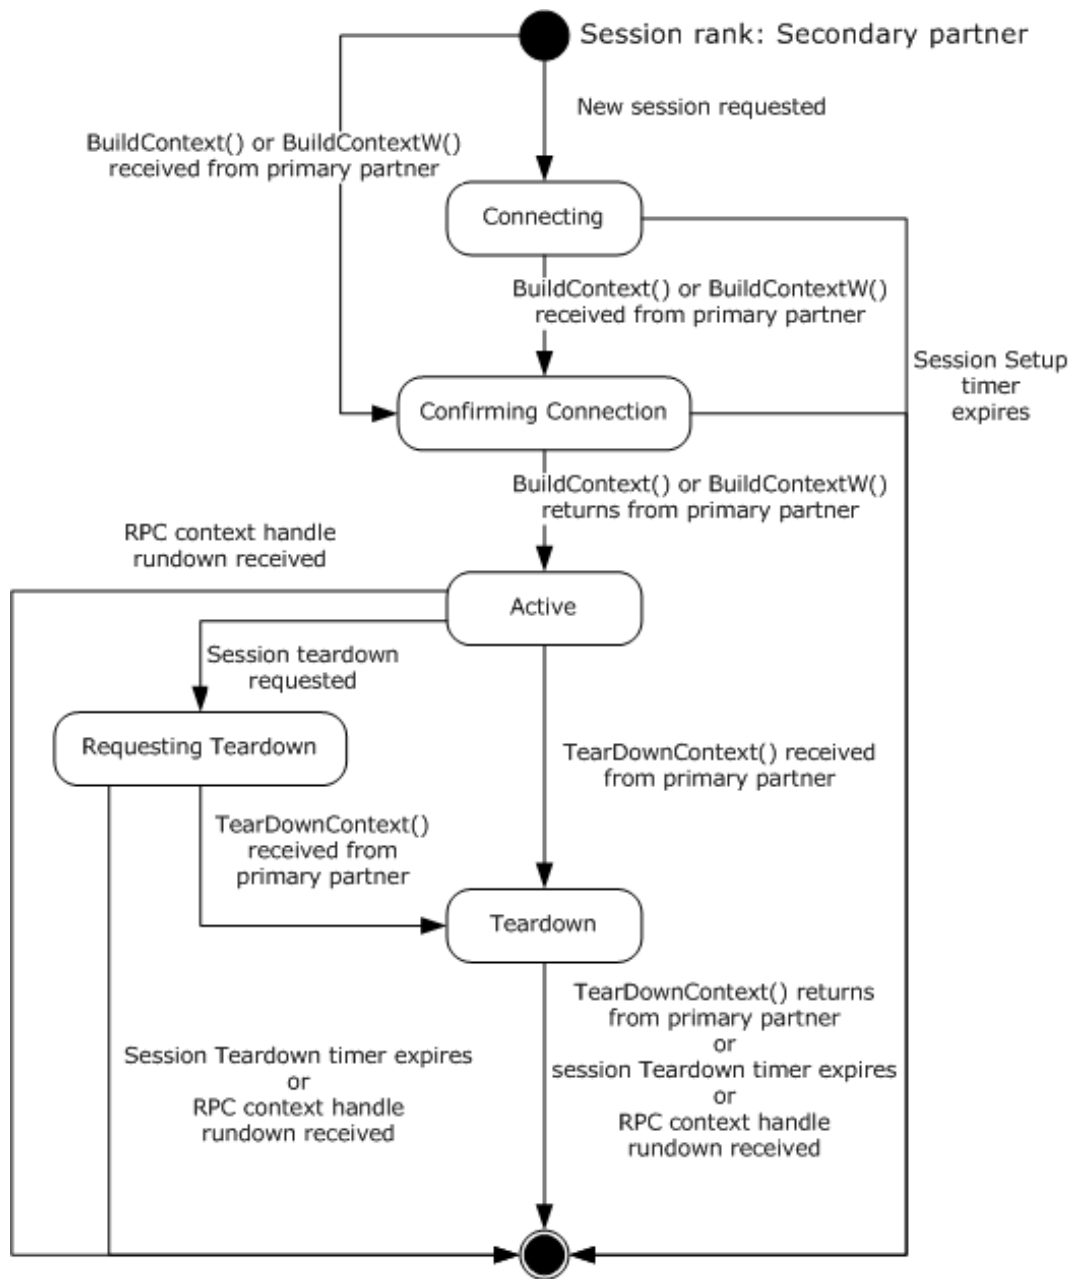 Session rank: Secondary partner
New session requested
BuildContext() or BuildContextW()
received from primary partner
Connecting
BuildContext() or BuildContextW()
received from primary partner
Session Setup
timer
expires
Confirming Connection
BuildContext() or BuildContextW()
returns from primary partner
RPC context handle
rundown received
Active
Session teardown
requested
Requesting Teardown
TearDownContext() received
from primary partner
TearDownContext()
received from
primary partner
Teardown
TearDownContext() returns
from primary partner
or
session Teardown timer expires
or
RPC context handle
rundown received
Session Teardown timer expires
or
RPC context handle
rundown received